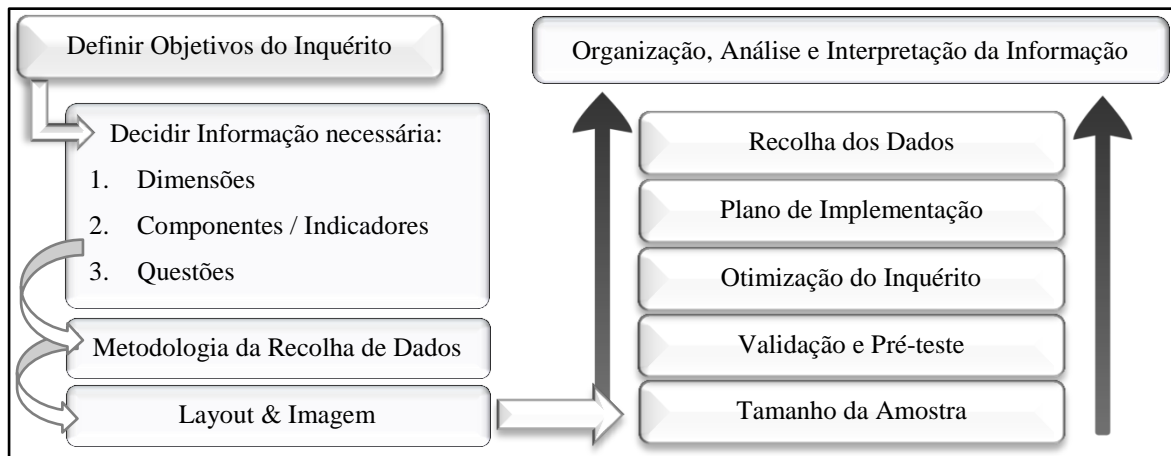 Definir Objetivos do Inquérito
Decidir Informação necessária:
1. Dimensões
2. Componentes / Indicadores
3. Questões
Metodologia da Recolha de Dados
Layout & Imagem
Organização, Análise e Interpretação da Informação
Recolha dos Dados
Plano de Implementação
Otimização do Inquérito
Validação e Pré-teste
Tamanho da Amostra